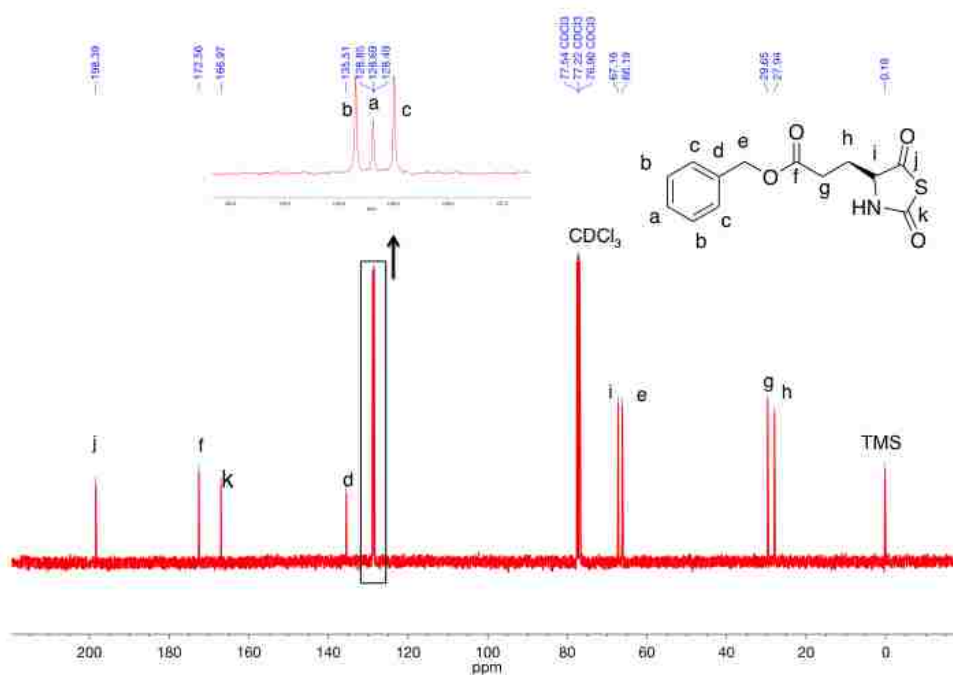 198.39
172.56
166.97
135.51
128.85
128.69
128.49
77.54 CDCl3
77.22 CDCl3
76.90 CDCl3
67.16
66.19
29.65
27.94
0.18
b
a
c
O
h
O
e
i
c
d
j
b
O
f
g
S
HN
k
a
c
O
b
CDCl3
i
e
g
h
j
f
TMS
k
d
200
180
160
140
120
100
80
60
40
20
0
ppm